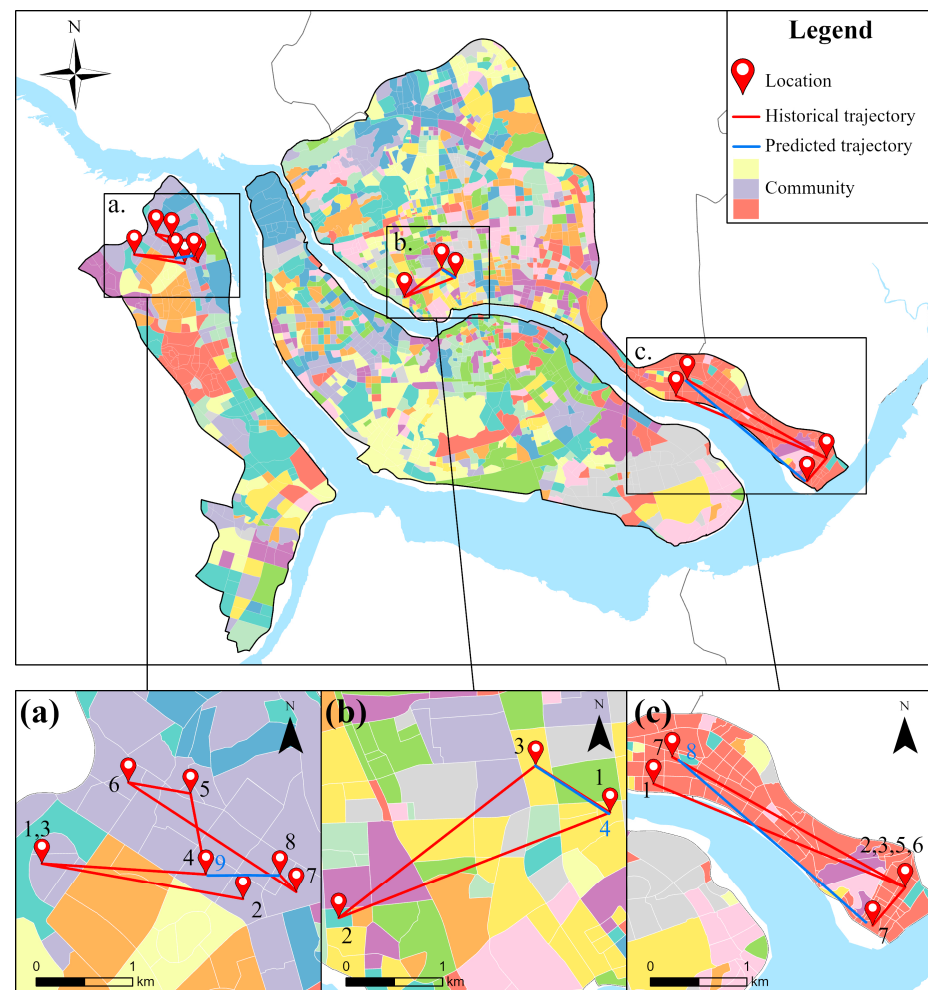 N
Legend
Location
Historical trajectory
Predicted trajectory
Community
a.
b.
c.
(a)
N
6
5
1,3
4
9
8
7
2
0
1
km
(b)
N
3
1
4
2
0
1
km
(c)
N
7
8
1
2,3,5,6
7
0
1
km